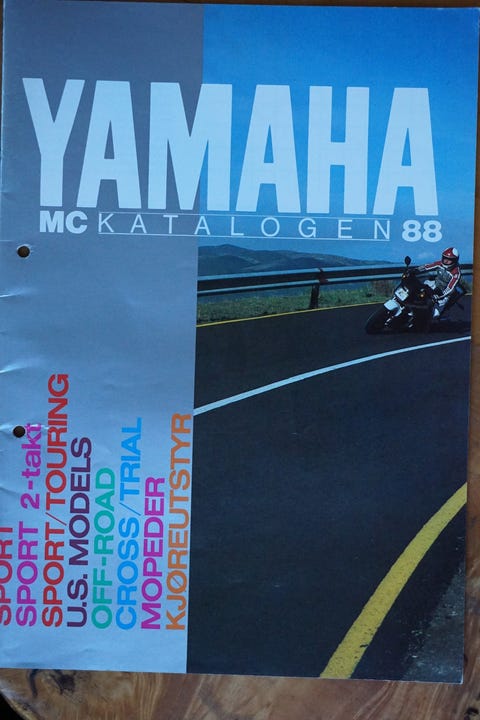 YAMAHA
MC KATALOGEN 88
SPORT
SPORT 2-takt
SPORT/TOURING
U.S. MODELS
OFF-ROAD
CROSS/TRIAL
MOPEDER
KJØREUTSTYR